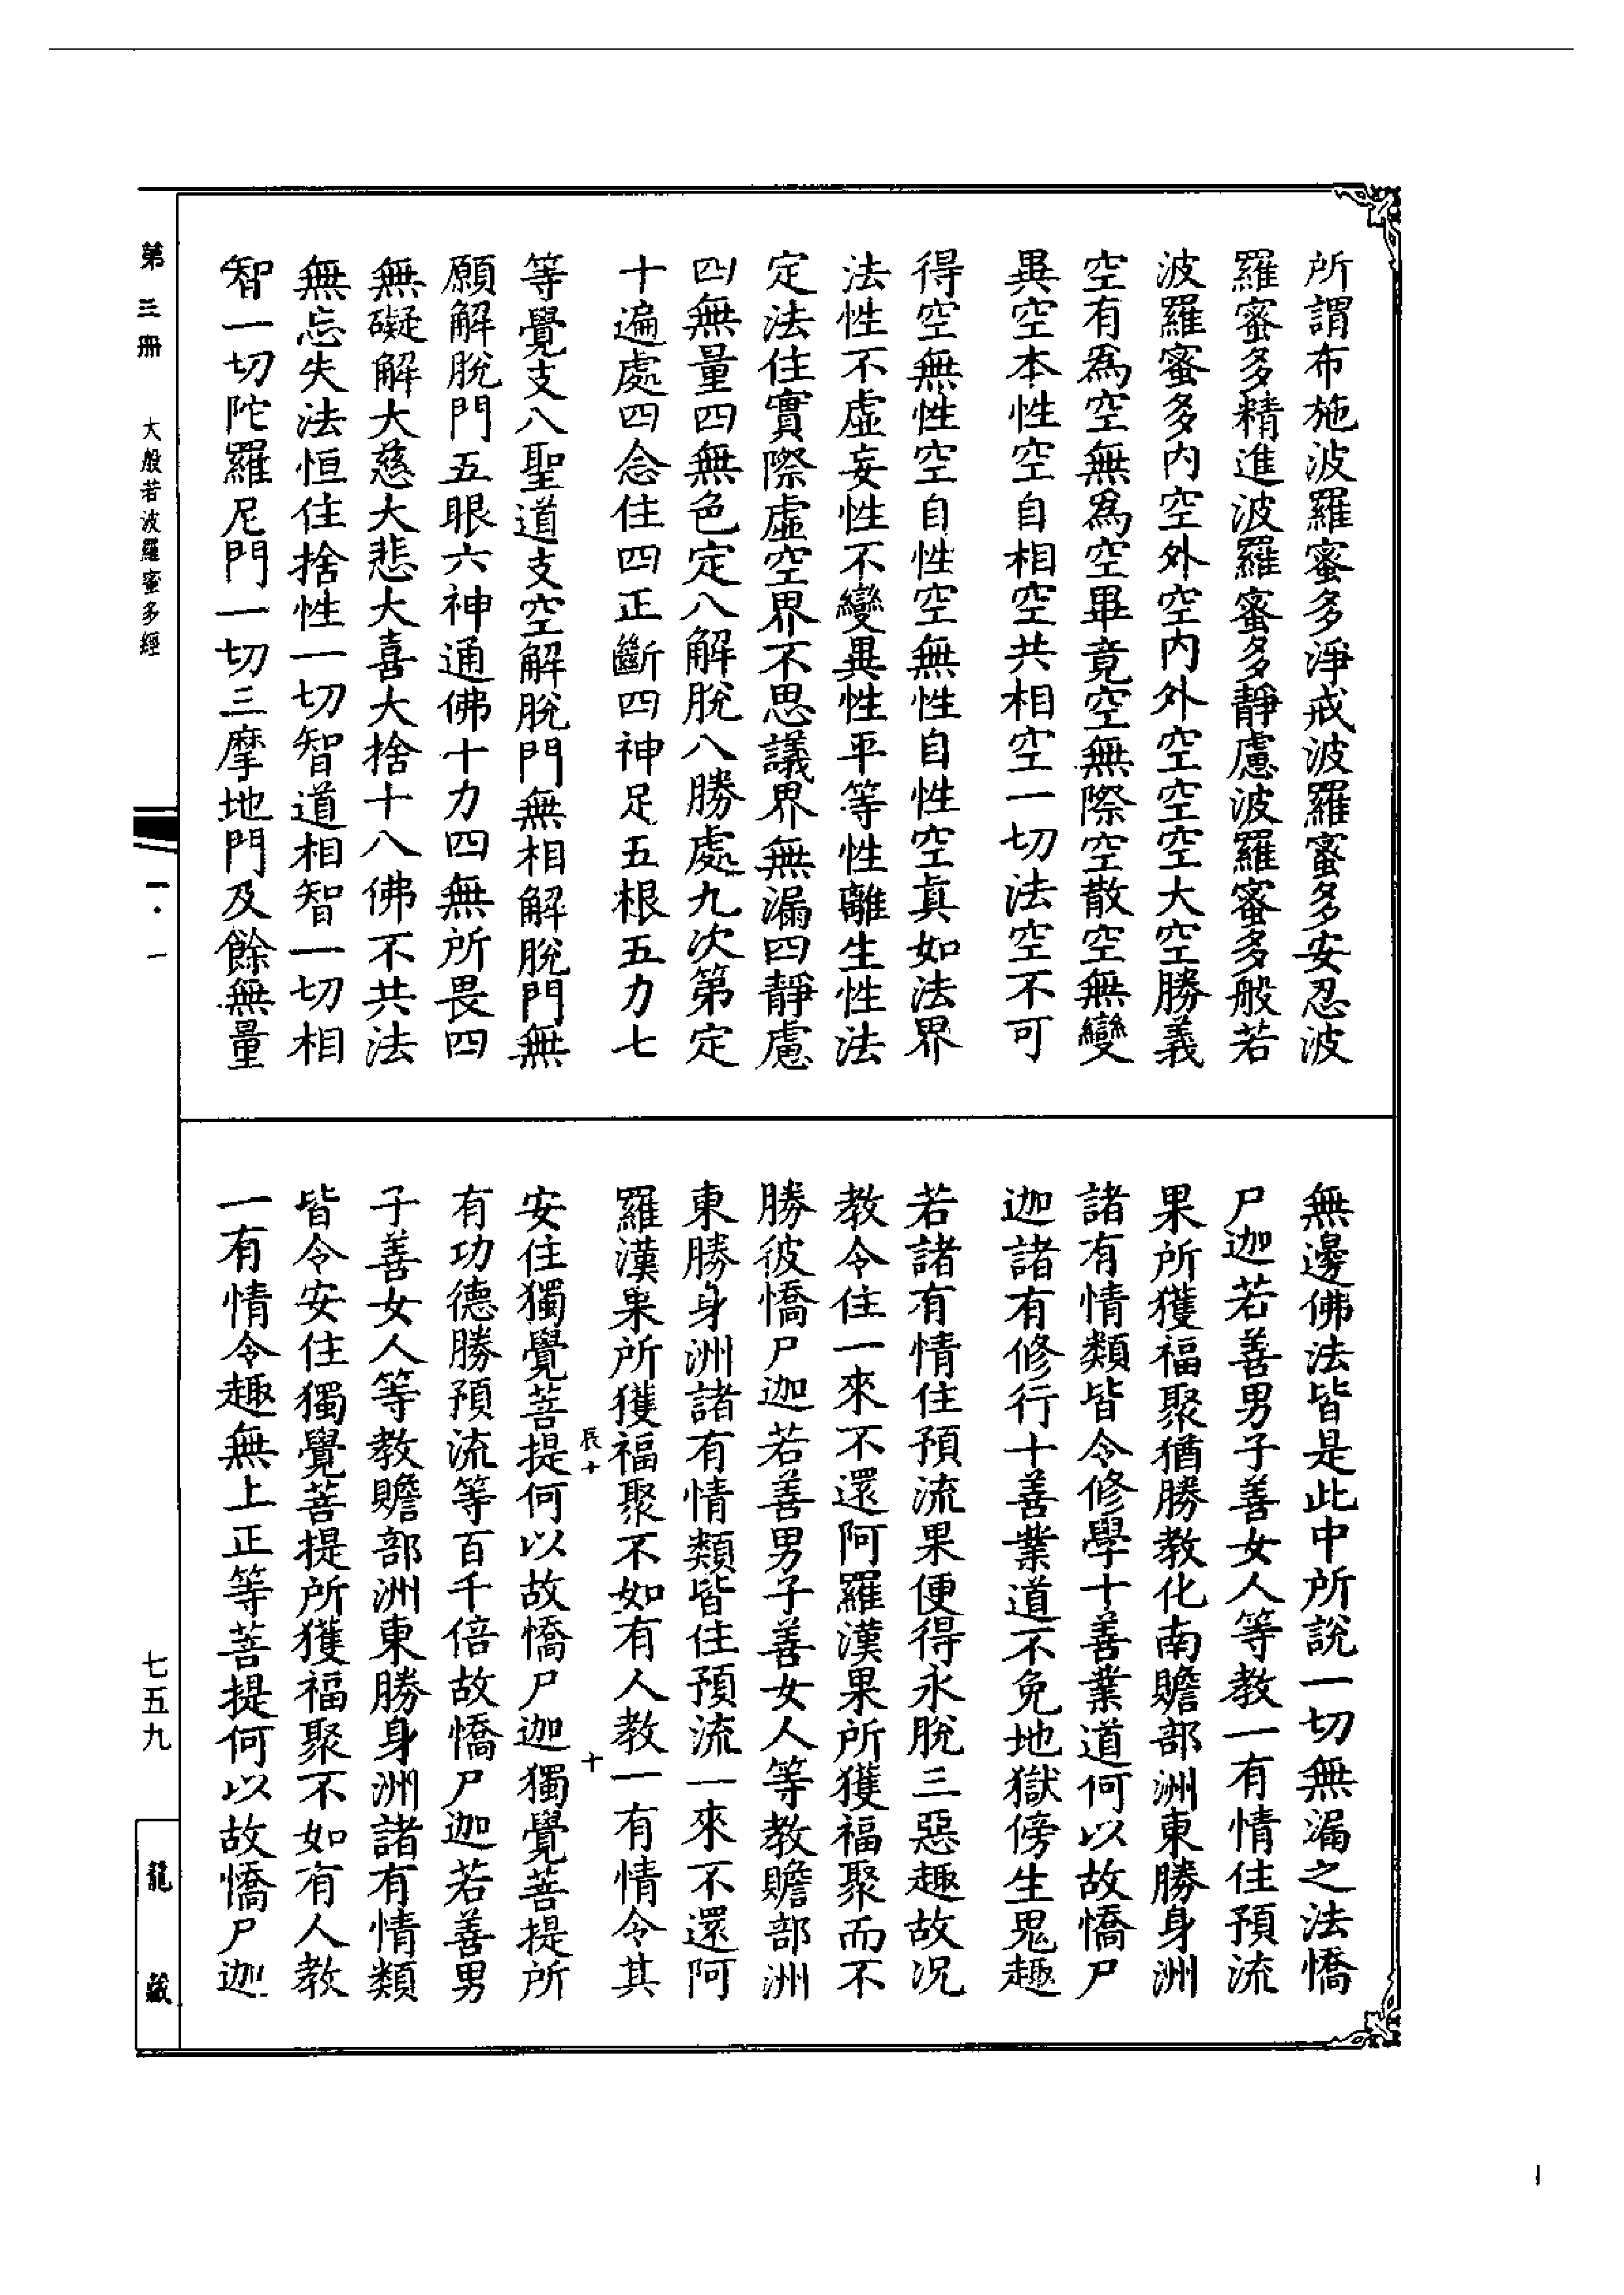 所謂布施波羅蜜多淨戒波羅蜜多安忍波
羅蜜多精進波羅蜜多靜慮波羅蜜多般若
波羅蜜多內空外空內外空空空大空勝義
空有為空無為空畢竟空無際空散空無變
異空本性空自相空共相空一切法空不可
得空無性空自性空無性自性空真如法界
法性不虛妄性不變異性平等性離生性法
定法住實際虛空界不思議界無漏四靜慮
四無量四無色定八解脫八勝處九次第定
十遍處四念住四正斷四神足五根五力七
等覺支八聖道支空解脫門無相解脫門無
願解脫門五眼六神通佛十力四無所畏四
無礙解大慈大悲大喜大捨十八佛不共法
無忘失法恒住捨性一切智道相智一切相
智一切陀羅尼門一切三摩地門及餘無量
無邊佛法皆是此中所說一切無漏之法憍
尸迦若善男子善女人等教一有情住預流
果所獲福聚猶勝教化南贍部洲東勝身洲
諸有情類皆令修學十善業道何以故憍尸
迦諸有修行十善業道不免地獄傍生鬼趣
若諸有情住預流果便得永脫三惡趣故况
教令住一來不還阿羅漢果所獲福聚而不
勝彼憍尸迦若善男子善女人等教贍部洲
東勝身洲諸有情類皆住預流一來不還阿
羅漢果所獲福聚不如有人教一有情令其
辰十 十
安住獨覺菩提何以故憍尸迦獨覺菩提所
有功德勝預流等百千倍故憍尸迦若善男
子善女人等教贍部洲東勝身洲諸有情類
皆令安住獨覺菩提所獲福聚不如有人教
一有情令趣無上正等菩提何以故憍尸迦
第三冊 大般若波羅蜜多經 一·一 七五九 龍藏